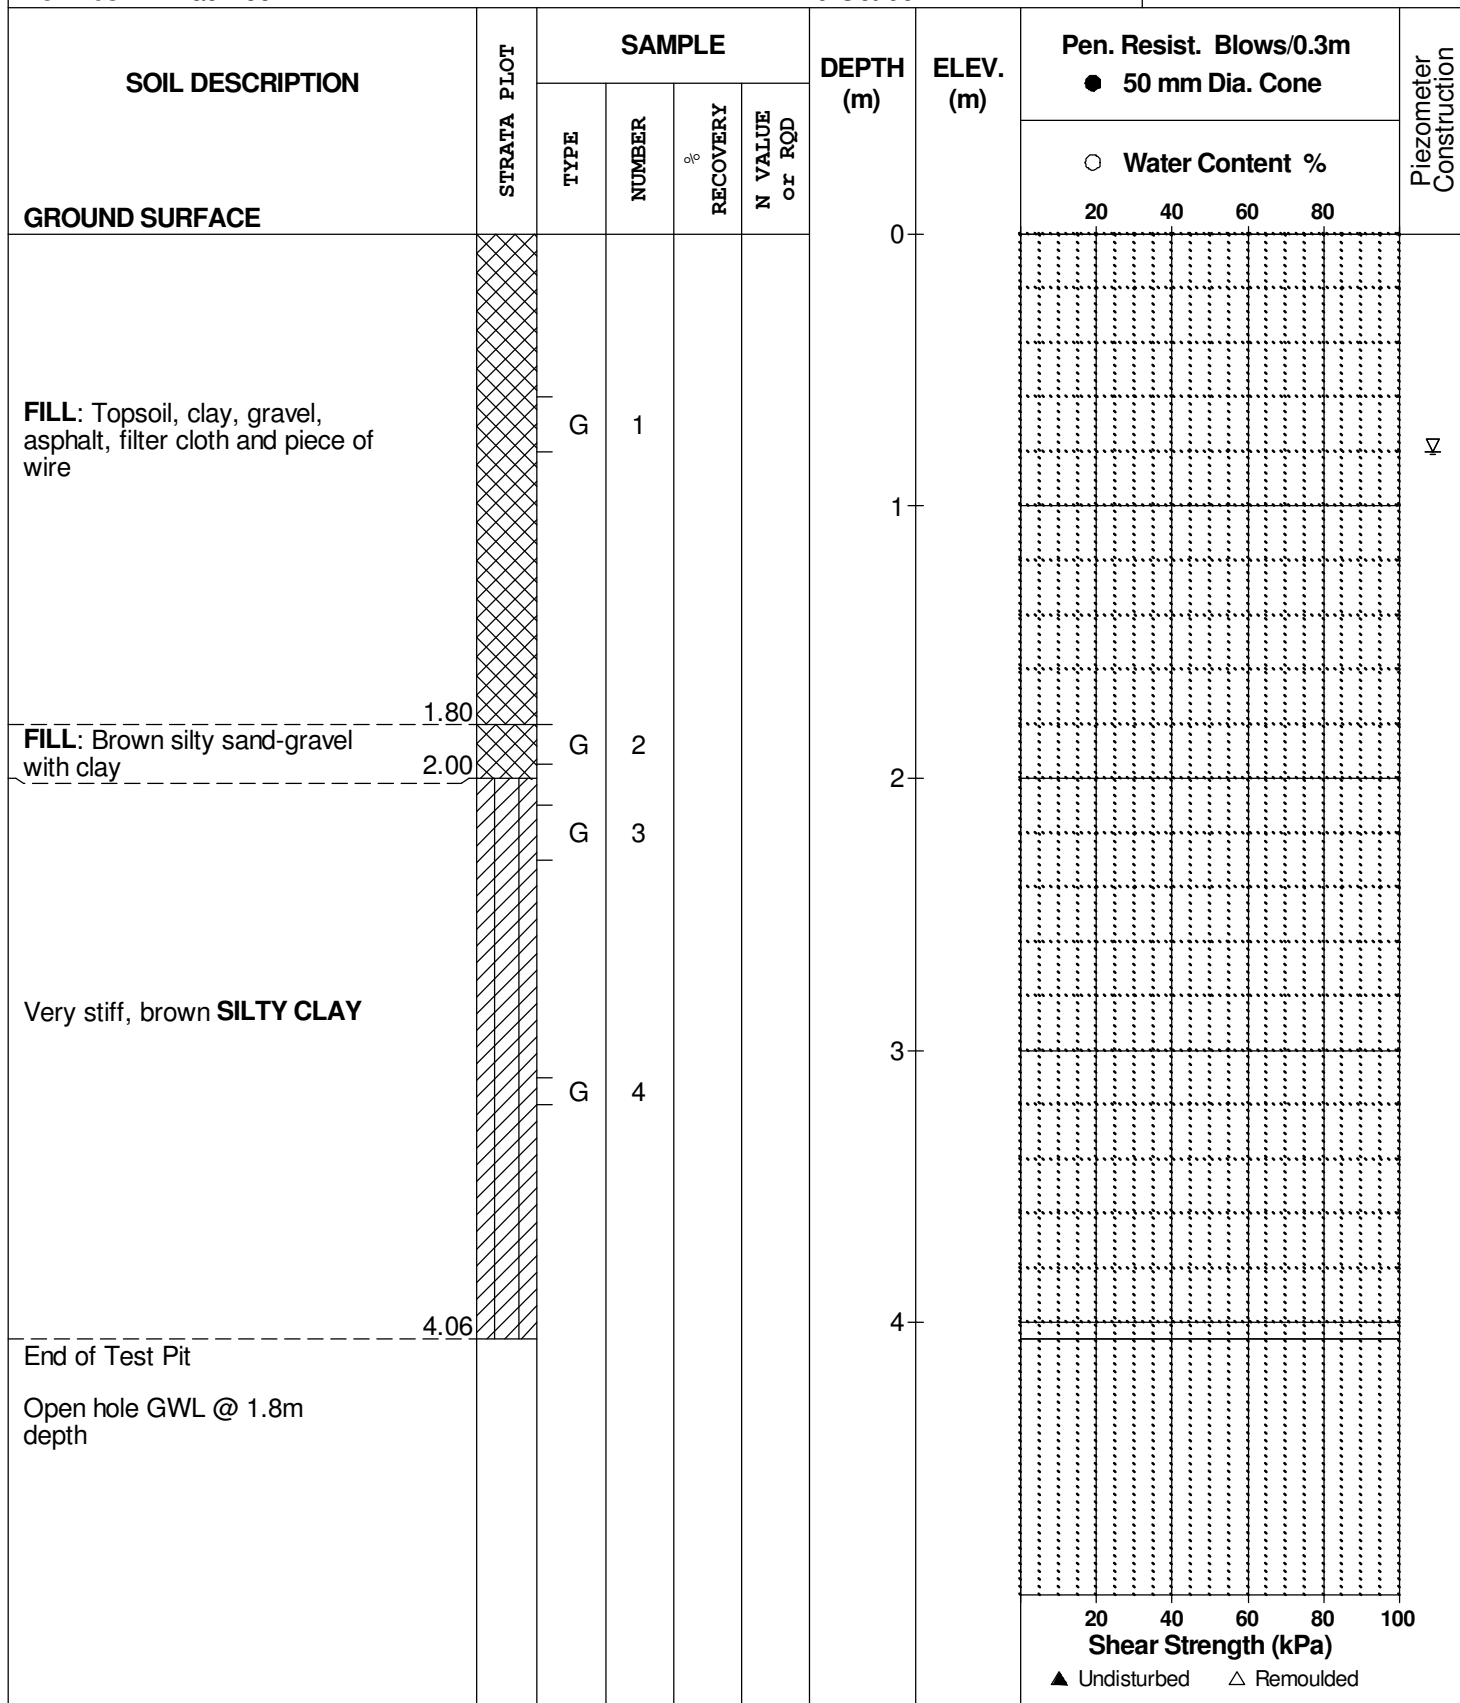 SOIL DESCRIPTION
GROUND SURFACE
STRATA PLOT
SAMPLE
TYPE
NUMBER
%
RECOVERY
N VALUE
or RQD
DEPTH
(m)
ELEV.
(m)
Pen. Resist. Blows/0.3m
● 50 mm Dia. Cone
○ Water Content %
20 40 60 80
Piezometer
Construction
0
FILL: Topsoil, clay, gravel,
asphalt, filter cloth and piece of
wire
G 1
1
1.80
FILL: Brown silty sand-gravel
with clay 2.00
G 2
2
G 3
Very stiff, brown SILTY CLAY
3
G 4
4
4.06
End of Test Pit
Open hole GWL @ 1.8m
depth
20 40 60 80 100
Shear Strength (kPa)
▲ Undisturbed △ Remoulded